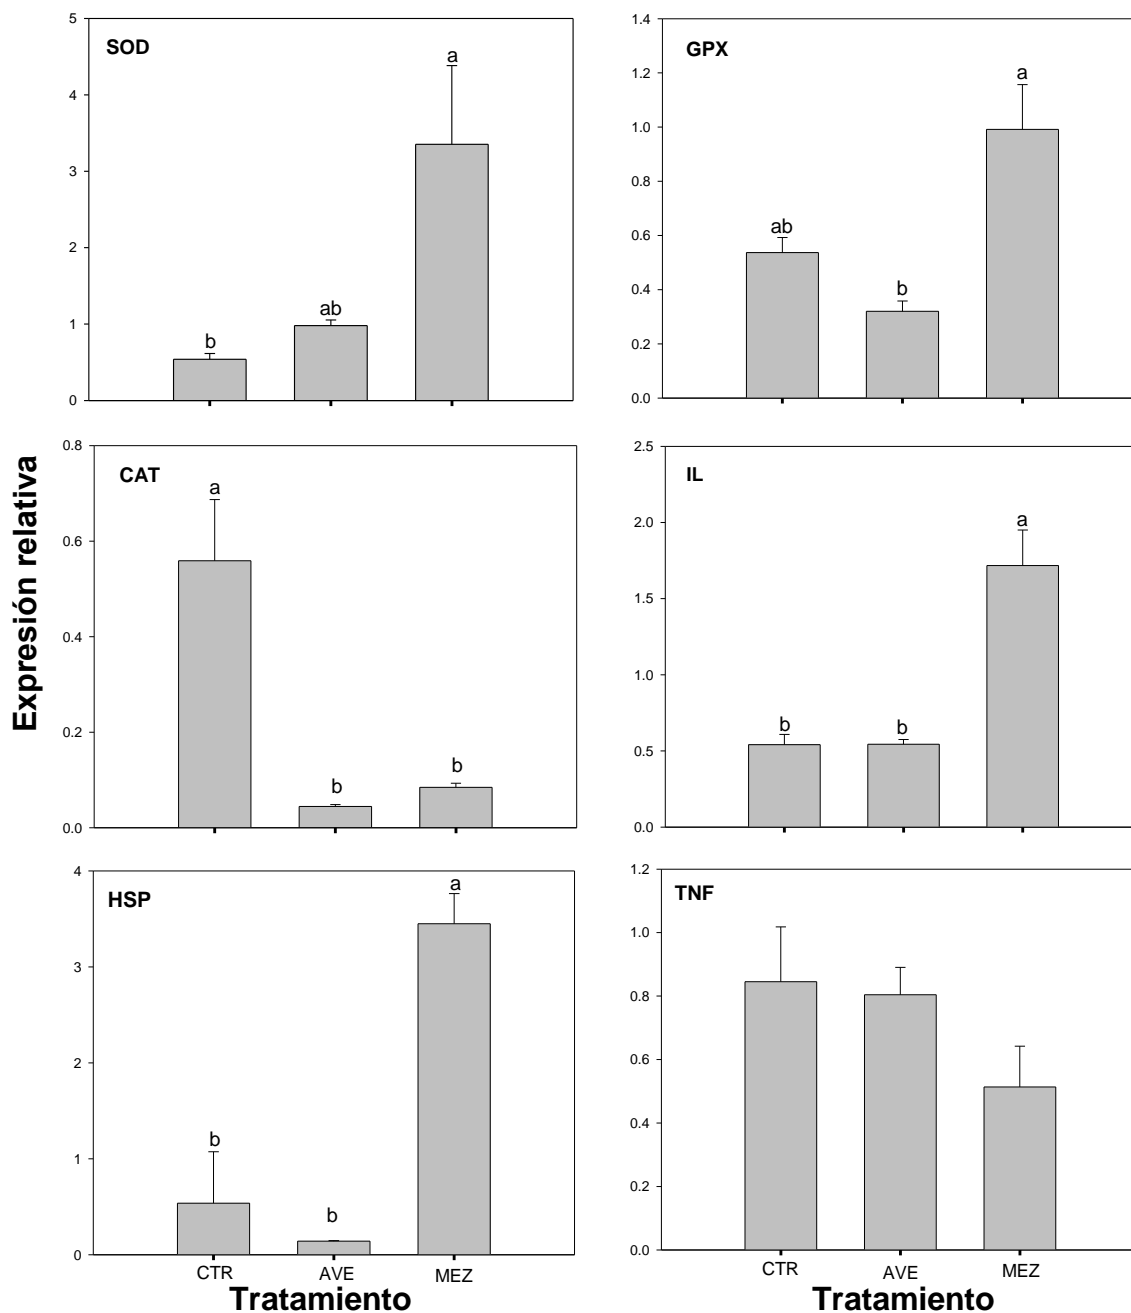 SOD
5
4
3
2
1
0
b
ab
a
GPX
1.4
1.2
1.0
0.8
0.6
0.4
0.2
0.0
ab
b
a
Expresión relativa
CAT
0.8
0.6
0.4
0.2
0.0
a
b
b
IL
2.5
2.0
1.5
1.0
0.5
0.0
b
b
a
HSP
4
3
2
1
0
b
b
a
CTR AVE MEZ
Tratamiento
TNF
1.2
1.0
0.8
0.6
0.4
0.2
0.0
CTR AVE MEZ
Tratamiento